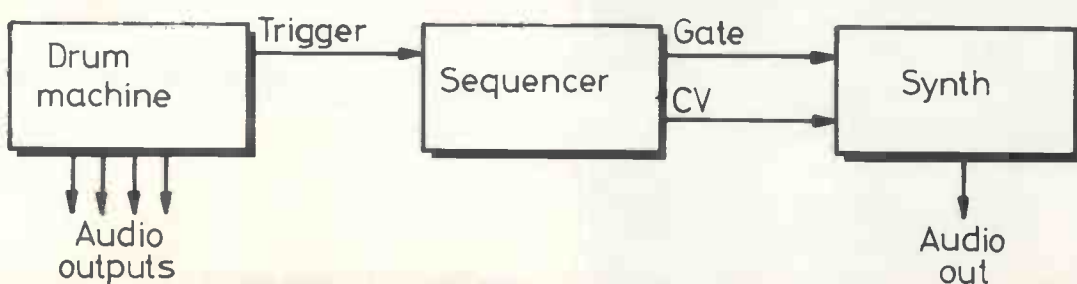 Drum
machine
Trigger
Sequencer
Gate
CV
Synth
Audio
outputs
Audio
out